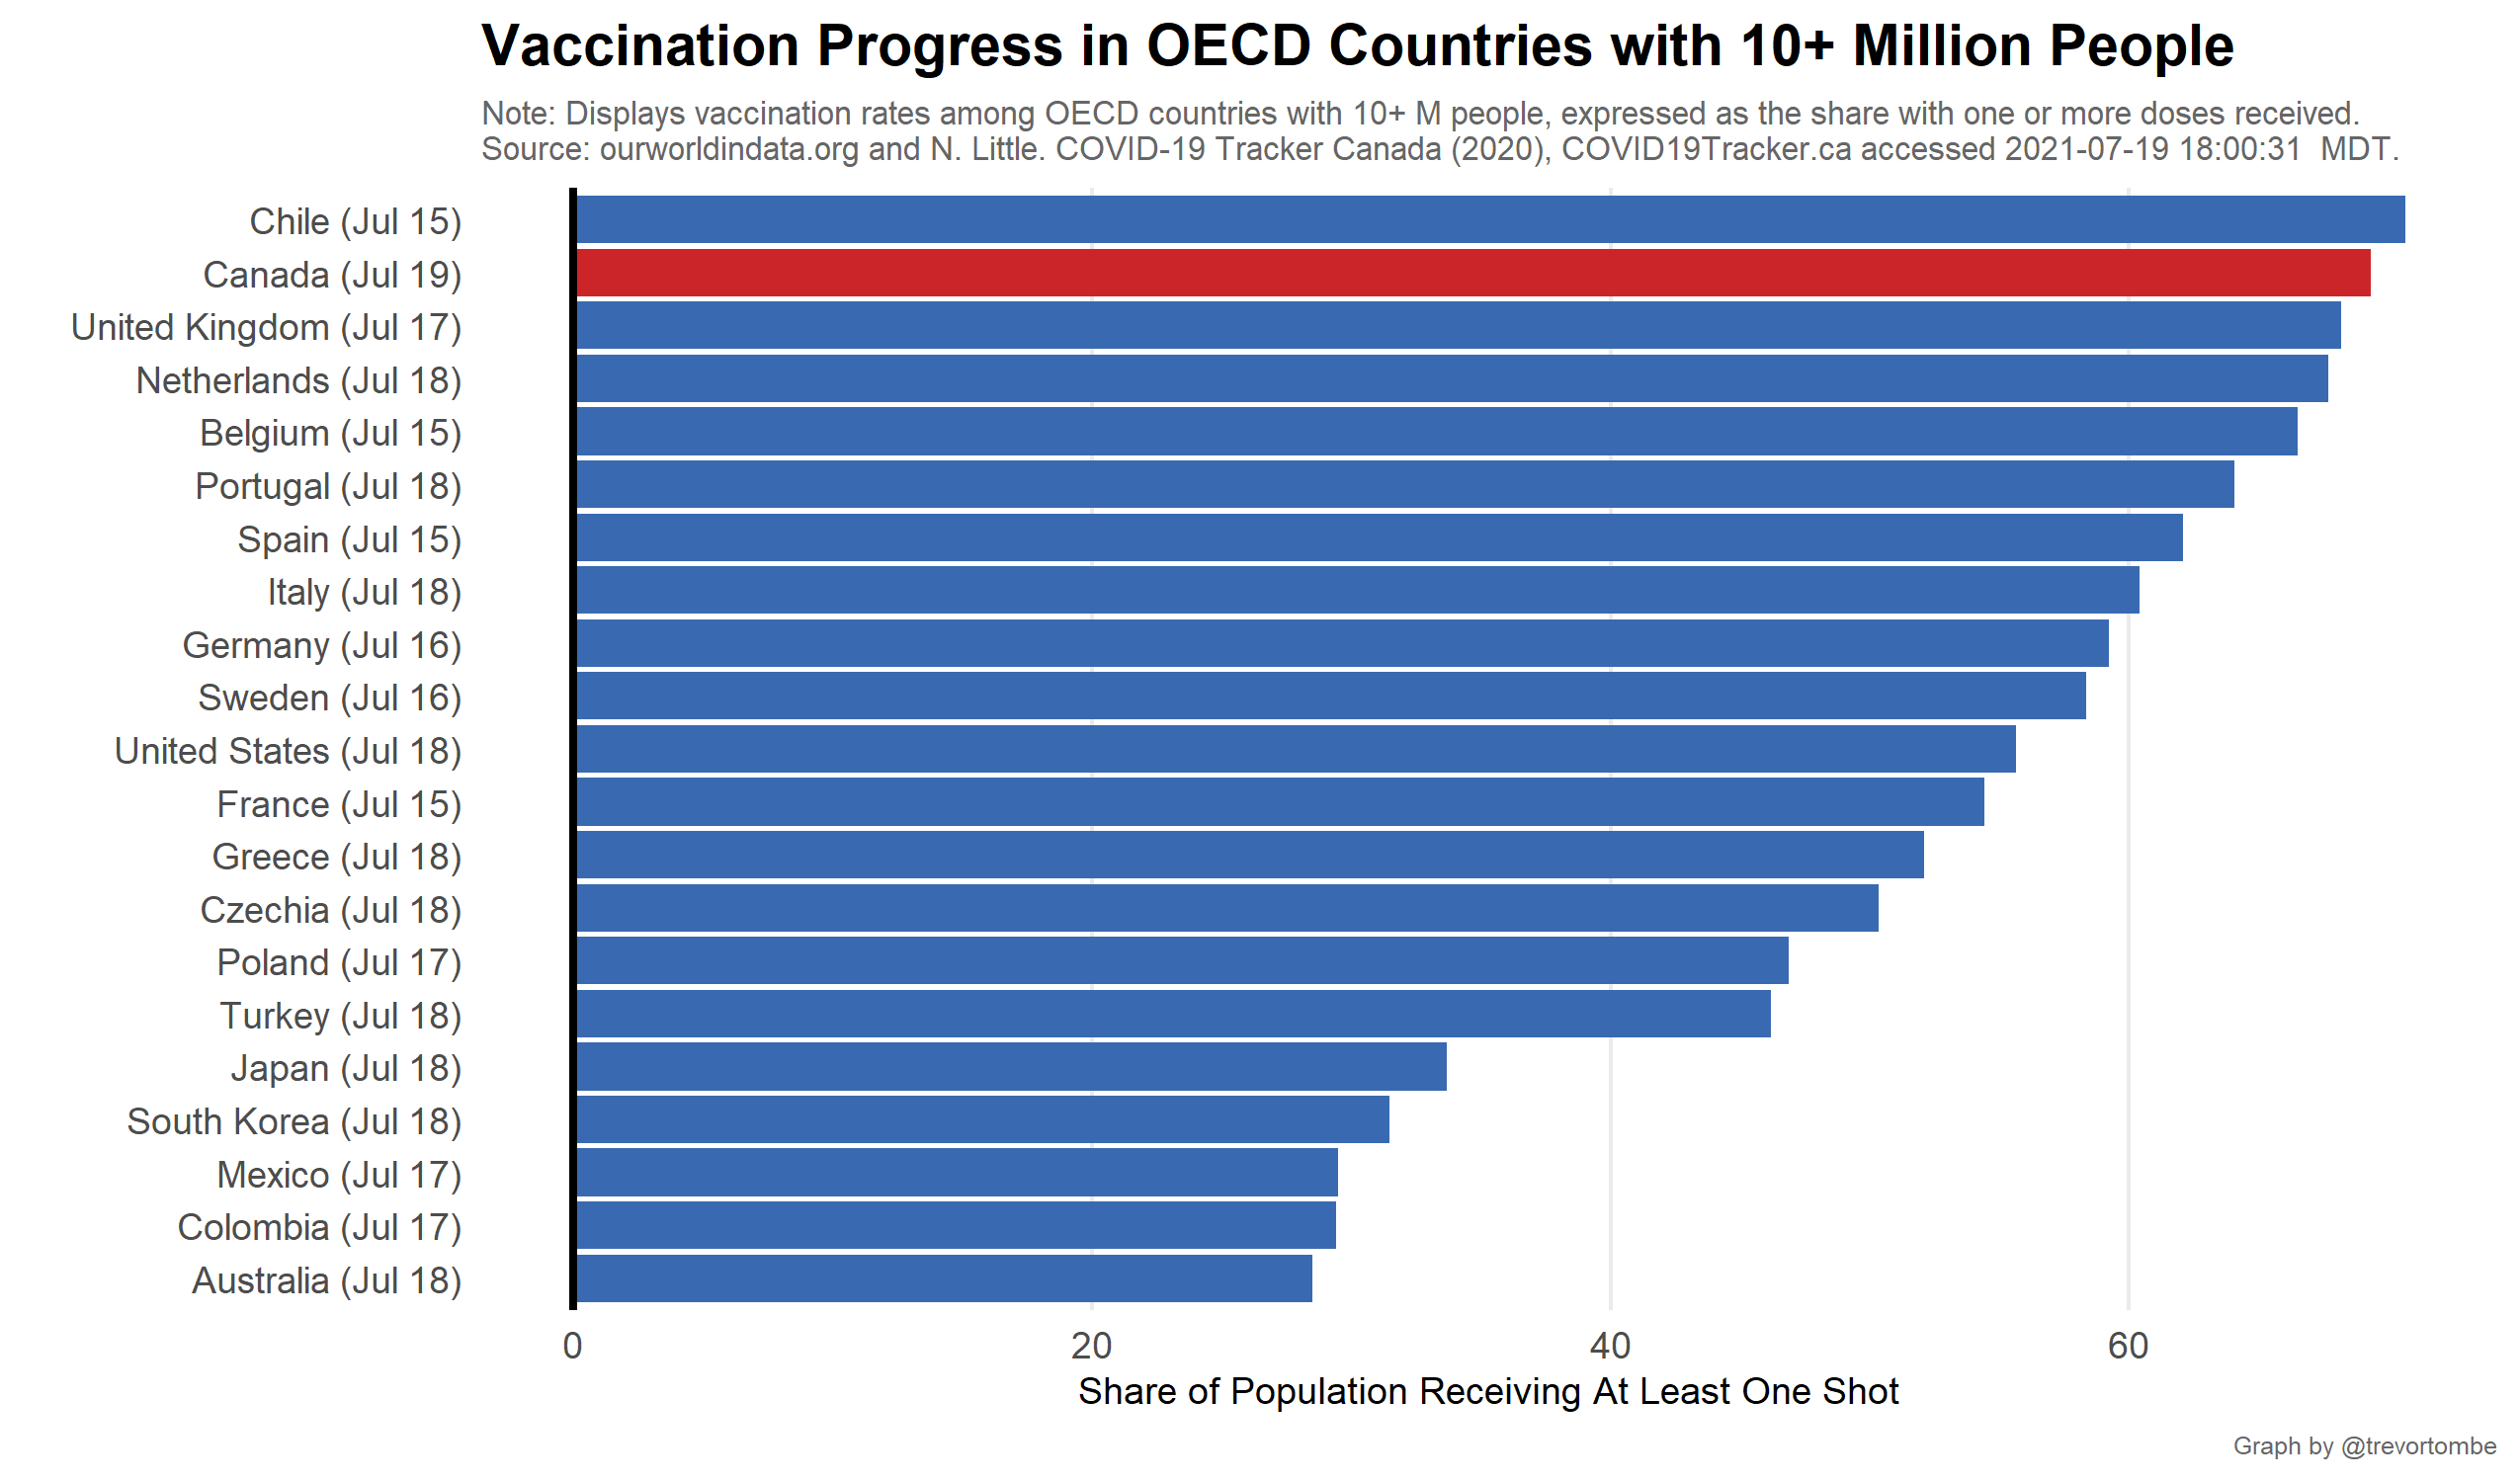 Vaccination Progress in OECD Countries with 10+ Million People
Note: Displays vaccination rates among OECD countries with 10+ M people, expressed as the share with one or more doses received.
Source: ourworldindata.org and N. Little. COVID-19 Tracker Canada (2020), COVID19Tracker.ca accessed 2021-07-19 18:00:31  MDT.
Chile (Jul 15)
Canada (Jul 19)
United Kingdom (Jul 17)
Netherlands (Jul 18)
Belgium (Jul 15)
Portugal (Jul 18)
Spain (Jul 15)
Italy (Jul 18)
Germany (Jul 16)
Sweden (Jul 16)
United States (Jul 18)
France (Jul 15)
Greece (Jul 18)
Czechia (Jul 18)
Poland (Jul 17)
Turkey (Jul 18)
Japan (Jul 18)
South Korea (Jul 18)
Mexico (Jul 17)
Colombia (Jul 17)
Australia (Jul 18)
0 20 40 60
Share of Population Receiving At Least One Shot
Graph by @trevortombe